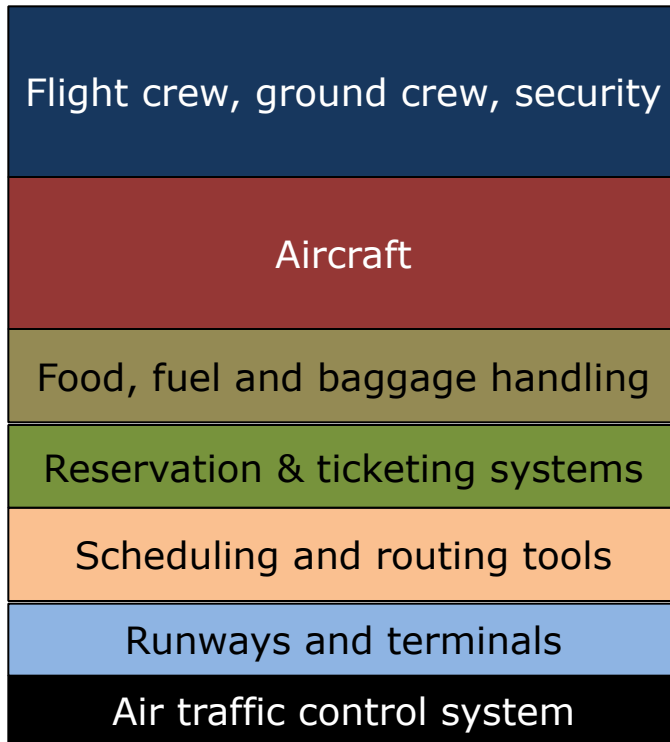 Flight crew, ground crew, security
Aircraft
Food, fuel and baggage handling
Reservation & ticketing systems
Scheduling and routing tools
Runways and terminals
Air traffic control system